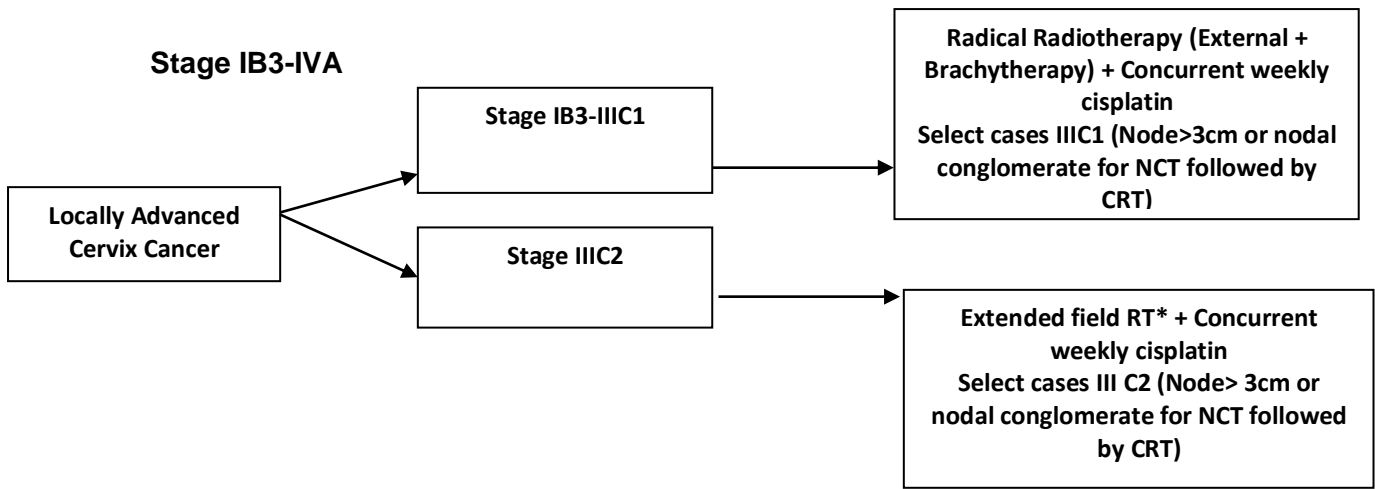 Stage IB3-IVA
Locally Advanced
Cervix Cancer
Stage IB3-IIIC1
Radical Radiotherapy (External +
Brachytherapy) + Concurrent weekly
cisplatin
Select cases IIIC1 (Node>3cm or nodal
conglomerate for NCT followed by
CRT)
Stage IIIC2
Extended field RT* + Concurrent
weekly cisplatin
Select cases III C2 (Node> 3cm or
nodal conglomerate for NCT followed
by CRT)